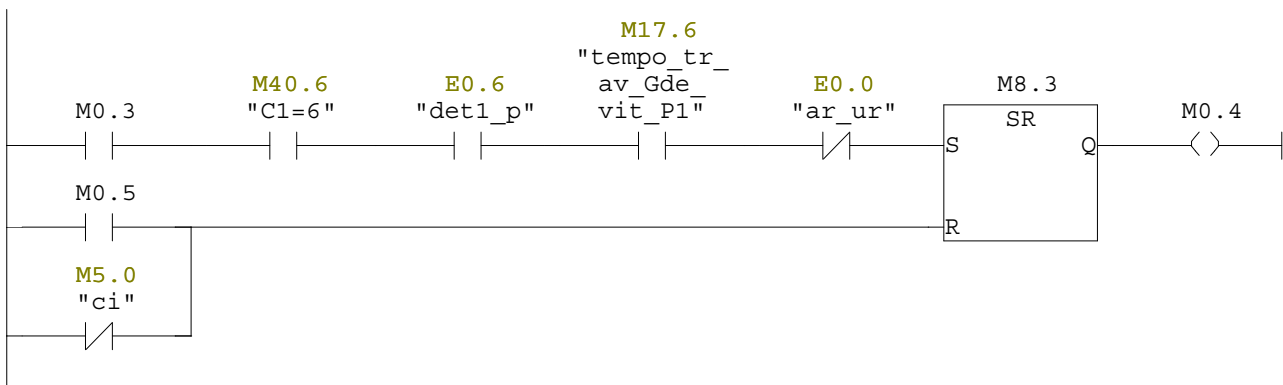 M17.6
"tempo_tr_
M40.6 E0.6 av_Gde_ E0.0 M8.3
M0.3 "C1=6" "det1_p" vit_P1" "ar_ur" SR M0.4
S Q
M0.5
R
M5.0
"ci"